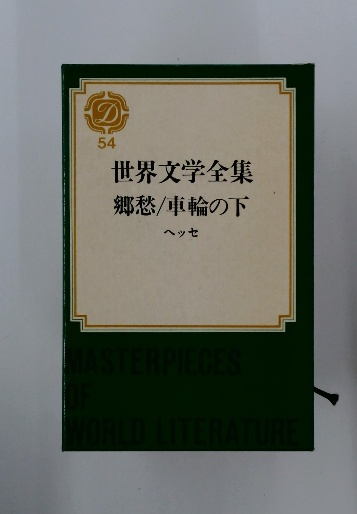 D
54
世界文学全集
郷愁/車輪の下
ヘッセ
MASTERPIECES
OF
WORLD LITERATURE